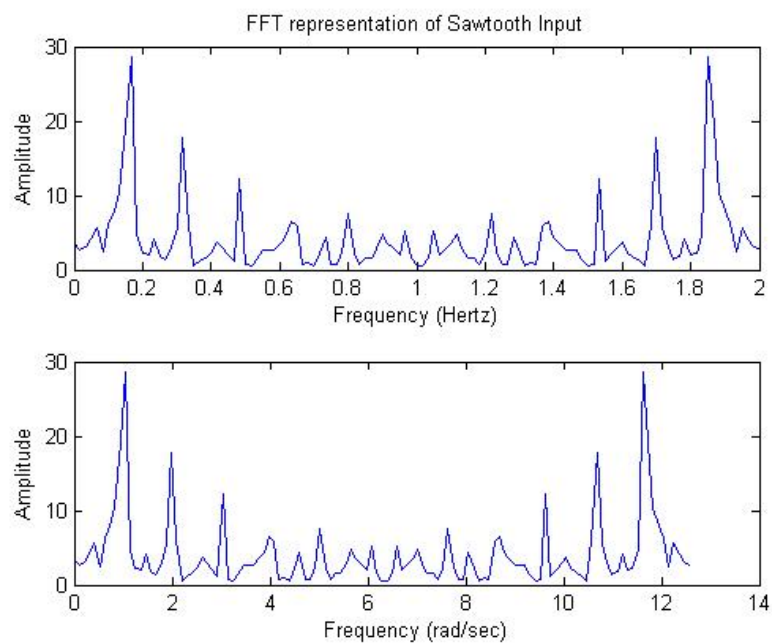 FFT representation of Sawtooth Input
30
20
10
0
Amplitude
0 0.2 0.4 0.6 0.8 1 1.2 1.4 1.6 1.8 2
Frequency (Hertz)
30
20
10
0
Amplitude
0 2 4 6 8 10 12 14
Frequency (rad/sec)